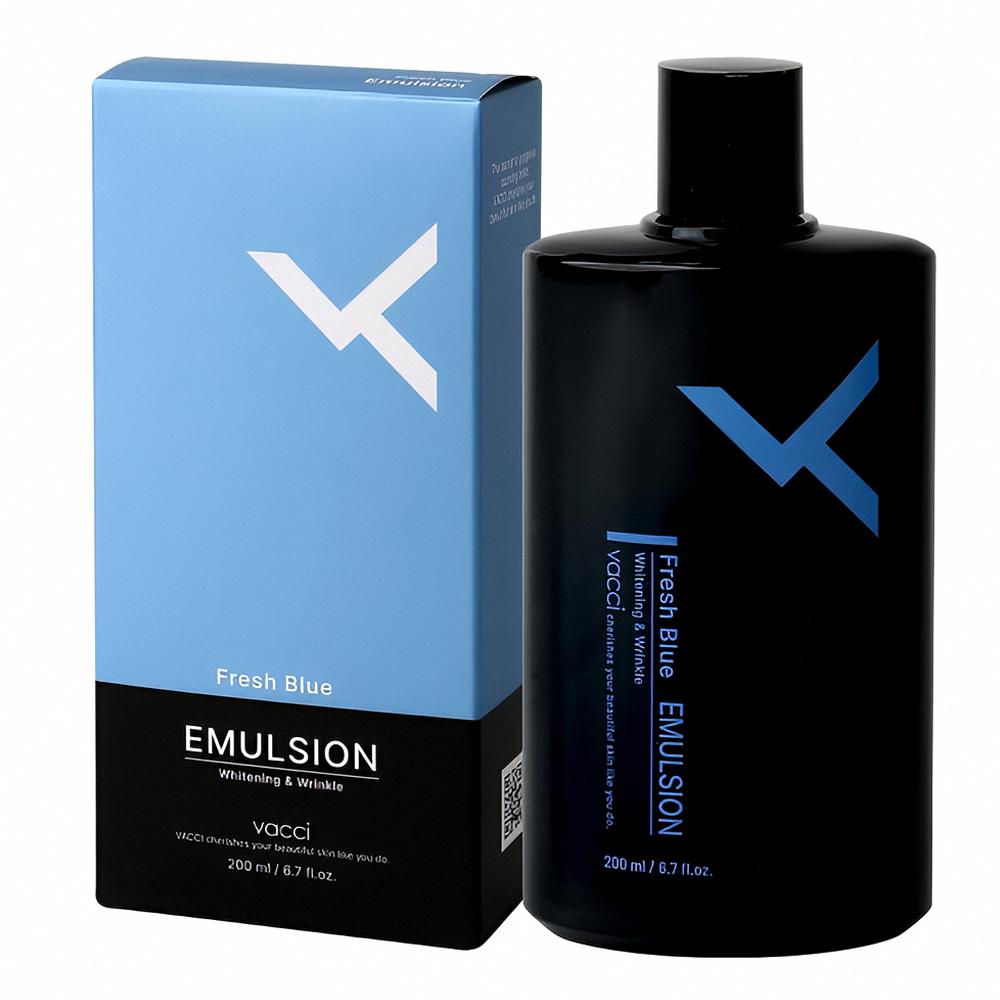 Emulsion
Fresh Blue
EMULSION
Whitening & Wrinkle
vacci
VACCI cherishes your beautiful skin like you do.
200 ml / 6.7 fl.oz.
Fresh Blue EMULSION
Whitening & Wrinkle
vacci cherishes your beautiful skin like you do.
200 ml / 6.7 fl.oz.